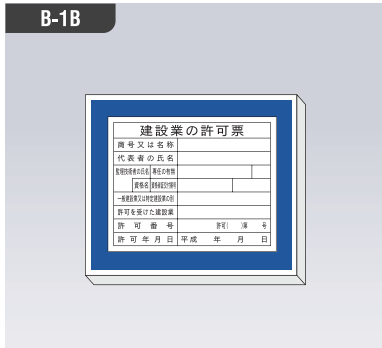 B-1B
建設業の許可票
商号又は名称
代表者の氏名
監理技術者の氏名 専任の有無
資格名 資格者証交付番号
一般建設業又は特定建設業の別
許可を受けた建設業
許可番号 許可( )第 号
許可年月日 平成 年 月 日